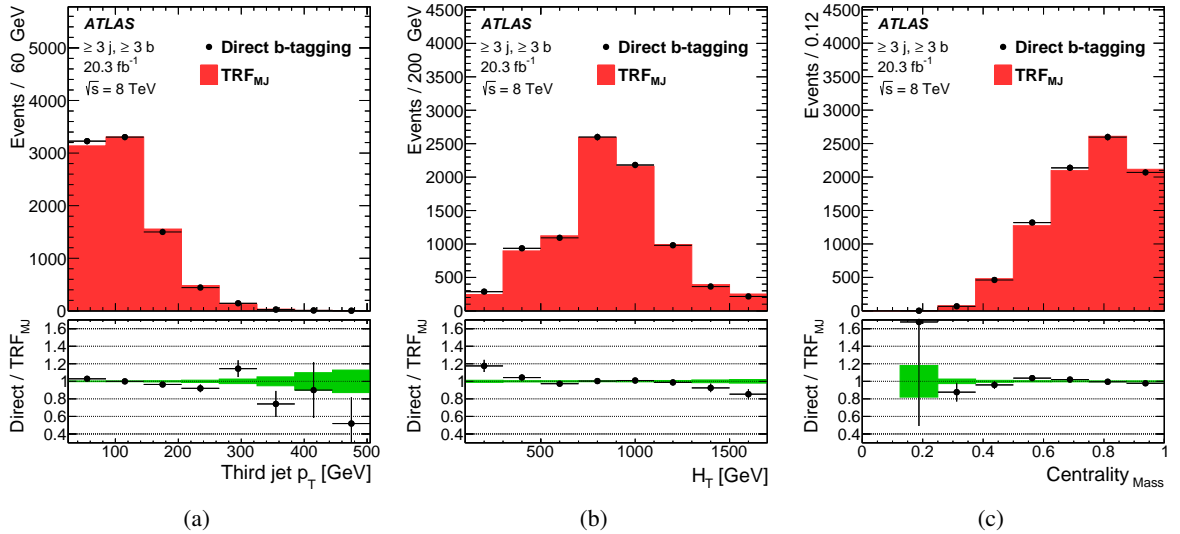 Events / 60 GeV
5000
4000
3000
2000
1000
0
ATLAS
≥ 3 j, ≥ 3 b
20.3 fb⁻¹
√s = 8 TeV
Direct b-tagging
TRF_MJ
Direct / TRF_MJ
1.6
1.4
1.2
1
0.8
0.6
0.4
100 200 300 400 500
Third jet p_T [GeV]
(a)
Events / 200 GeV
4500
4000
3500
3000
2500
2000
1500
1000
500
0
ATLAS
≥ 3 j, ≥ 3 b
20.3 fb⁻¹
√s = 8 TeV
Direct b-tagging
TRF_MJ
Direct / TRF_MJ
1.6
1.4
1.2
1
0.8
0.6
0.4
500 1000 1500
H_T [GeV]
(b)
Events / 0.12
4500
4000
3500
3000
2500
2000
1500
1000
500
0
ATLAS
≥ 3 j, ≥ 3 b
20.3 fb⁻¹
√s = 8 TeV
Direct b-tagging
TRF_MJ
Direct / TRF_MJ
1.6
1.4
1.2
1
0.8
0.6
0.4
0 0.2 0.4 0.6 0.8 1
Centrality_Mass
(c)